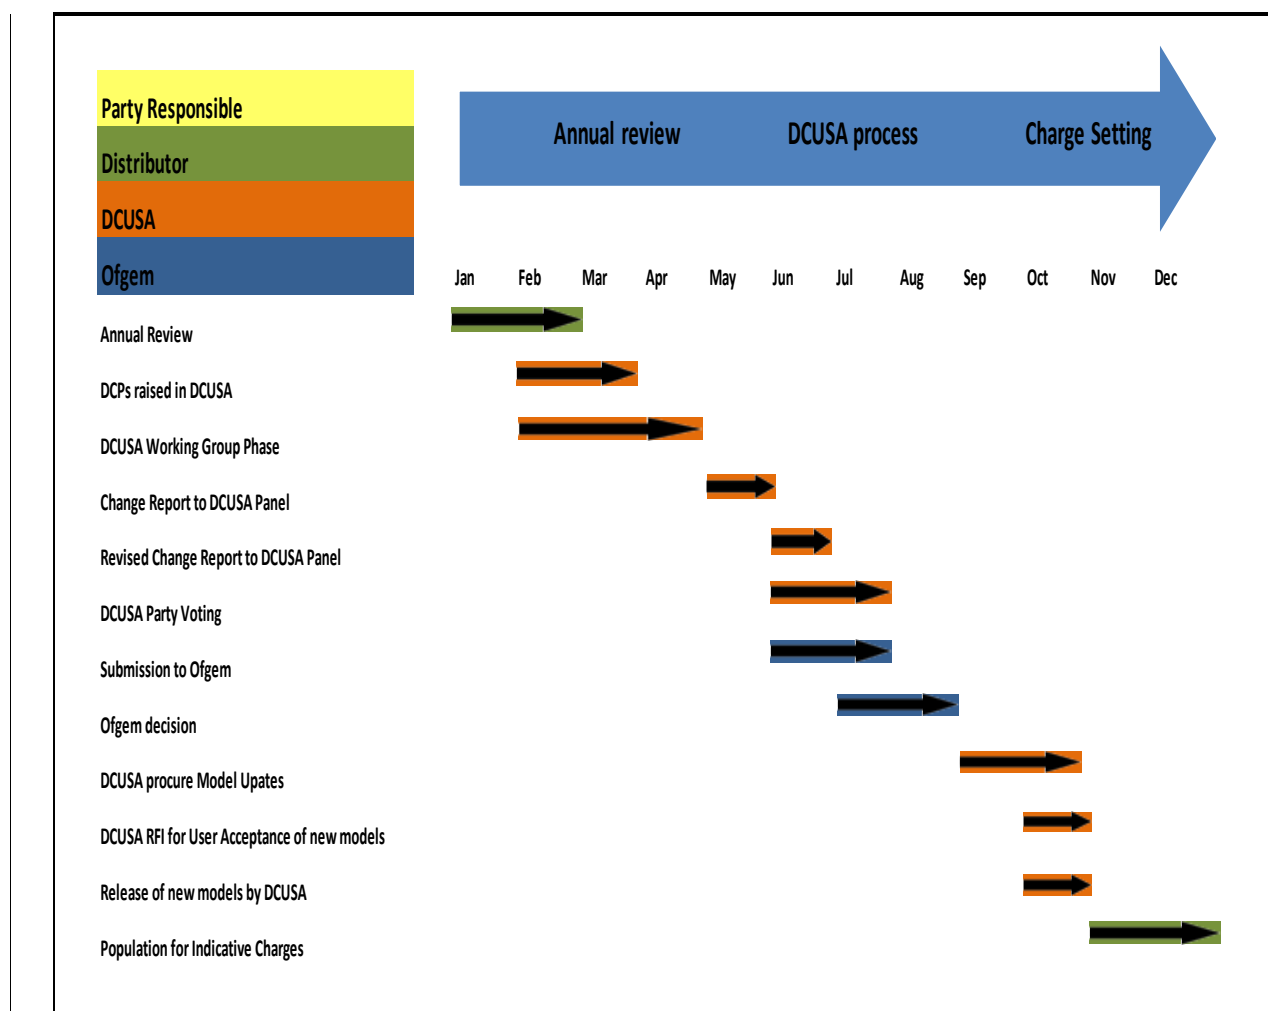 Party Responsible
Distributor
DCUSA
Ofgem
Annual review DCUSA process Charge Setting
Jan Feb Mar Apr May Jun Jul Aug Sep Oct Nov Dec
Annual Review
DCPs raised in DCUSA
DCUSA Working Group Phase
Change Report to DCUSA Panel
Revised Change Report to DCUSA Panel
DCUSA Party Voting
Submission to Ofgem
Ofgem decision
DCUSA procure Model Upates
DCUSA RFI for User Acceptance of new models
Release of new models by DCUSA
Population for Indicative Charges